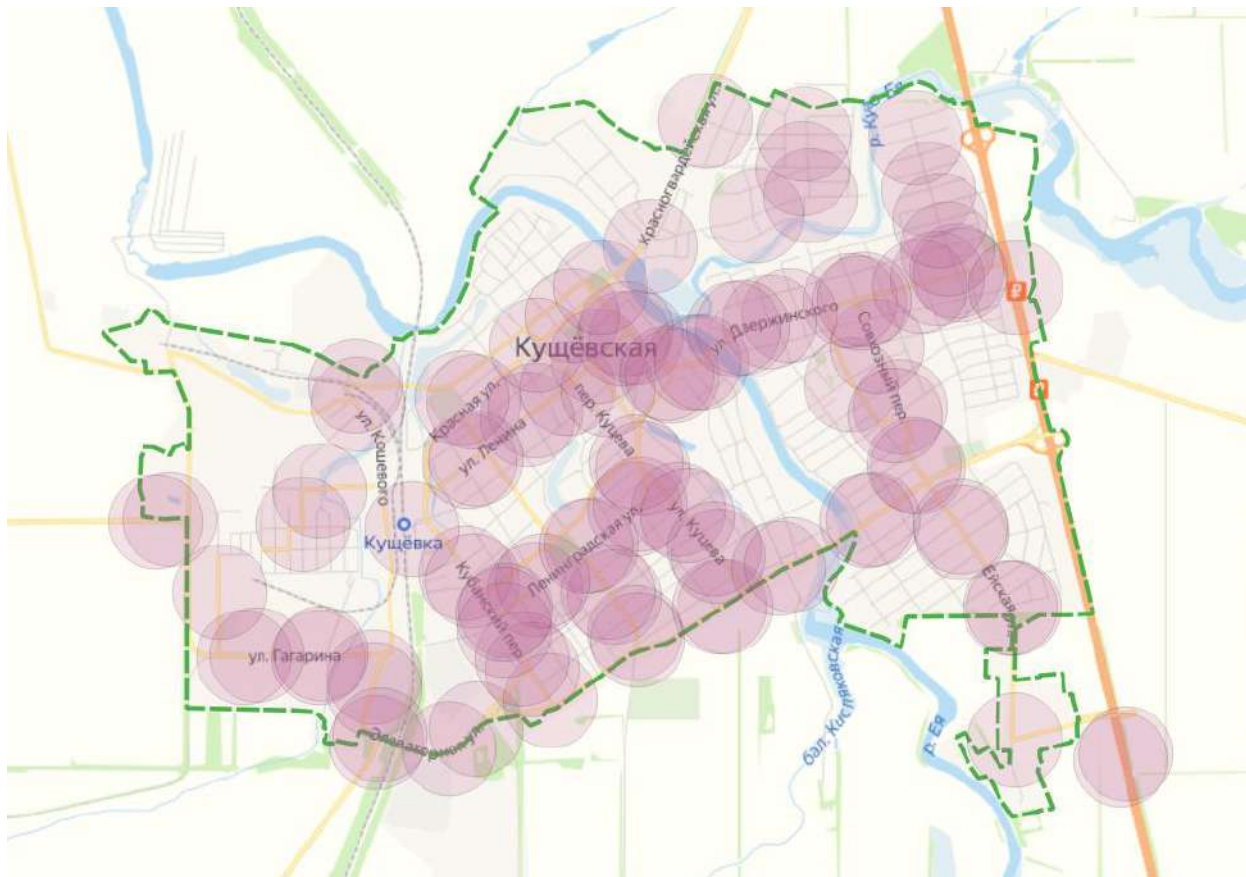 р. Куго-Ея
Красногвардейская ул.
ул. Дзержинского
Совхозный пер.
Кущёвская
Красная ул.
пер. Куцева
ул. Ленина
ул. Кошевого
Кущёвка
Ленинградская ул.
ул. Куцева
Кубанский пер.
Ейская
ул. Гагарина
Элеваторная ул.
бал. Кисляковская
р. Ея